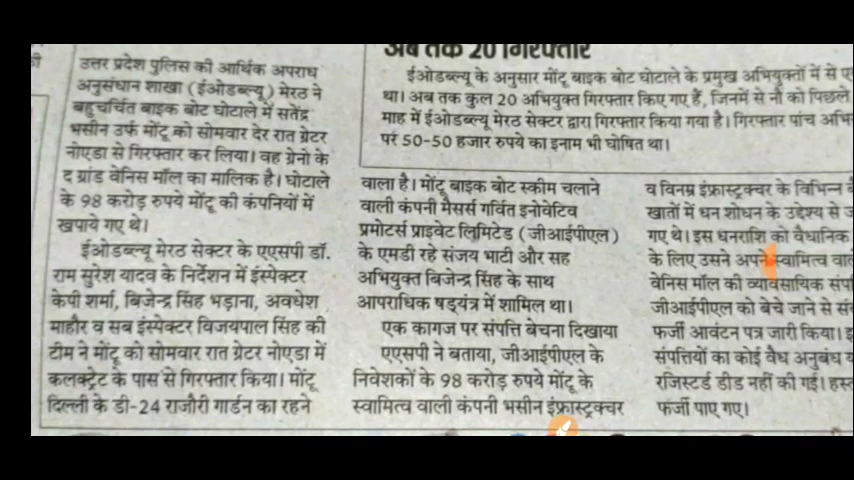 उत्तर प्रदेश पुलिस की आर्थिक अपराध
अनुसंधान शाखा (ईओडब्ल्यू) मेरठ ने
बहुचर्चित बाइक बोट घोटाले में सतेंद्र
भसीन उर्फ मोंटू को सोमवार देर रात ग्रेटर
नोएडा से गिरफ्तार कर लिया। वह ग्रेनो के
द ग्रांड वेनिस मॉल का मालिक है। घोटाले
के 98 करोड़ रुपये मोंटू की कंपनियों में
खपाये गए थे।
ईओडब्ल्यू मेरठ सेक्टर के एएसपी डॉ.
राम सुरेश यादव के निर्देशन में इंस्पेक्टर
केपी शर्मा, बिजेन्द्र सिंह भड़ाना, अवधेश
माहौर व सब इंस्पेक्टर विजयपाल सिंह की
टीम ने मोंटू को सोमवार रात ग्रेटर नोएडा में
कलक्ट्रेट के पास से गिरफ्तार किया। मोंटू
दिल्ली के डी-24 राजौरी गार्डन का रहने
अब तक 20 गिरफ्तार
ईओडब्ल्यू के अनुसार मोंटू बाइक बोट घोटाले के प्रमुख अभियुक्तों में से
था। अब तक कुल 20 अभियुक्त गिरफ्तार किए गए हैं, जिनमें से नौ को पिछले
माह में ईओडब्ल्यू मेरठ सेक्टर द्वारा गिरफ्तार किया गया है। गिरफ्तार पांच
पर 50-50 हजार रुपये का इनाम भी घोषित था।
वाला है। मोंटू बाइक बोट स्कीम चलाने
वाली कंपनी मैसर्स गर्वित इनोवेटिव
प्रमोटर्स प्राइवेट लिमिटेड (जीआईपीएल)
के एमडी रहे संजय भाटी और सह
अभियुक्त बिजेन्द्र सिंह के साथ
आपराधिक षड्यंत्र में शामिल था।
एक कागज पर संपत्ति बेचना दिखाया
एएसपी ने बताया, जीआईपीएल के
निवेशकों के 98 करोड़ रुपये मोंटू के
स्वामित्व वाली कंपनी भसीन इंफ्रास्ट्रक्चर
व विनम्र इंफ्रास्ट्रक्चर के विभिन्न
खातों में धन शोधन के उद्देश्य से
गए थे। इस धनराशि को वैधानिक
के लिए उसने अपने स्वामित्व
वेनिस मॉल की व्यावसायिक
जीआईपीएल को बेचे जाने से
फर्जी आवंटन पत्र जारी किया।
संपत्तियों का कोई वैध अनुबंध
रजिस्टर्ड डीड नहीं की गई।
फर्जी पाए गए।